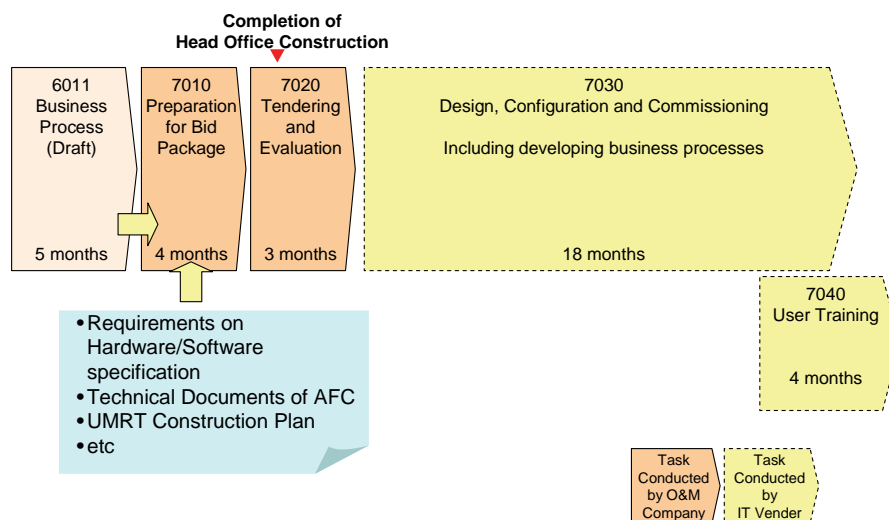 Completion of
Head Office Construction
6011
Business
Process
(Draft)
5 months
7010
Preparation
for Bid
Package
4 months
7020
Tendering
and
Evaluation
3 months
7030
Design, Configuration and Commissioning
Including developing business processes
18 months
7040
User Training
4 months
•Requirements on
Hardware/Software
specification
•Technical Documents of AFC
•UMRT Construction Plan
•etc
Task
Conducted
by O&M
Company
Task
Conducted
by
IT Vender